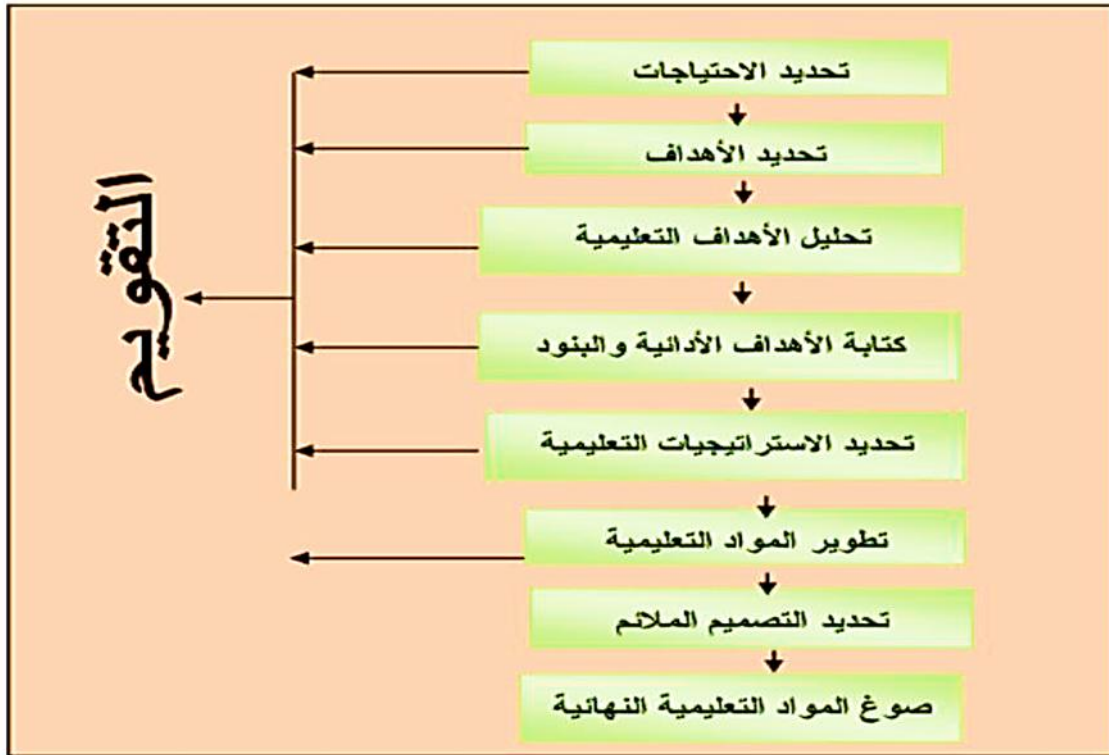 تحديد الاحتياجات
تحديد الأهداف
تحليل الأهداف التعليمية
كتابة الأهداف الأدائية والبنود
تحديد الاستراتيجيات التعليمية
تطوير المواد التعليمية
تحديد التصميم الملائم
صوغ المواد التعليمية النهائية
التقويم